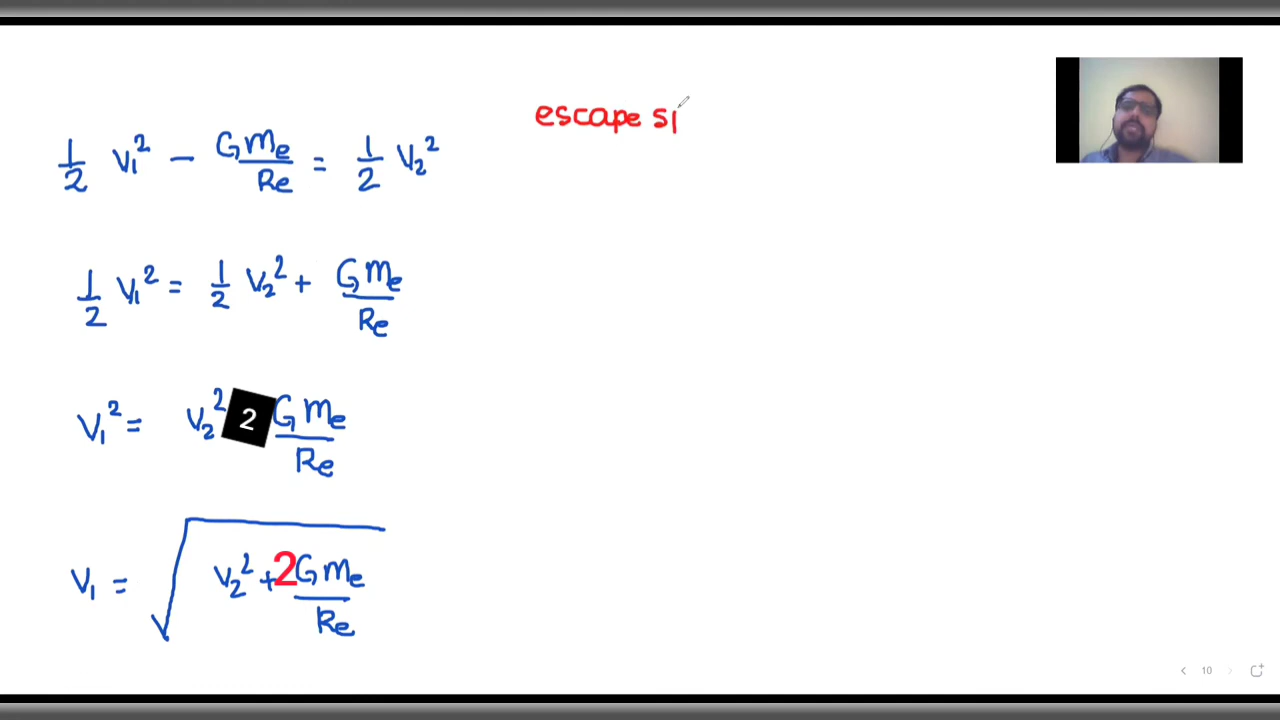 escape sp
1/2 V₁² − GMe/Re = 1/2 V₂²
1/2 V₁² = 1/2 V₂² + GMe/Re
V₁² = V₂² 2 GMe/Re
V₁ = √(V₂² + 2GMe/Re)
10